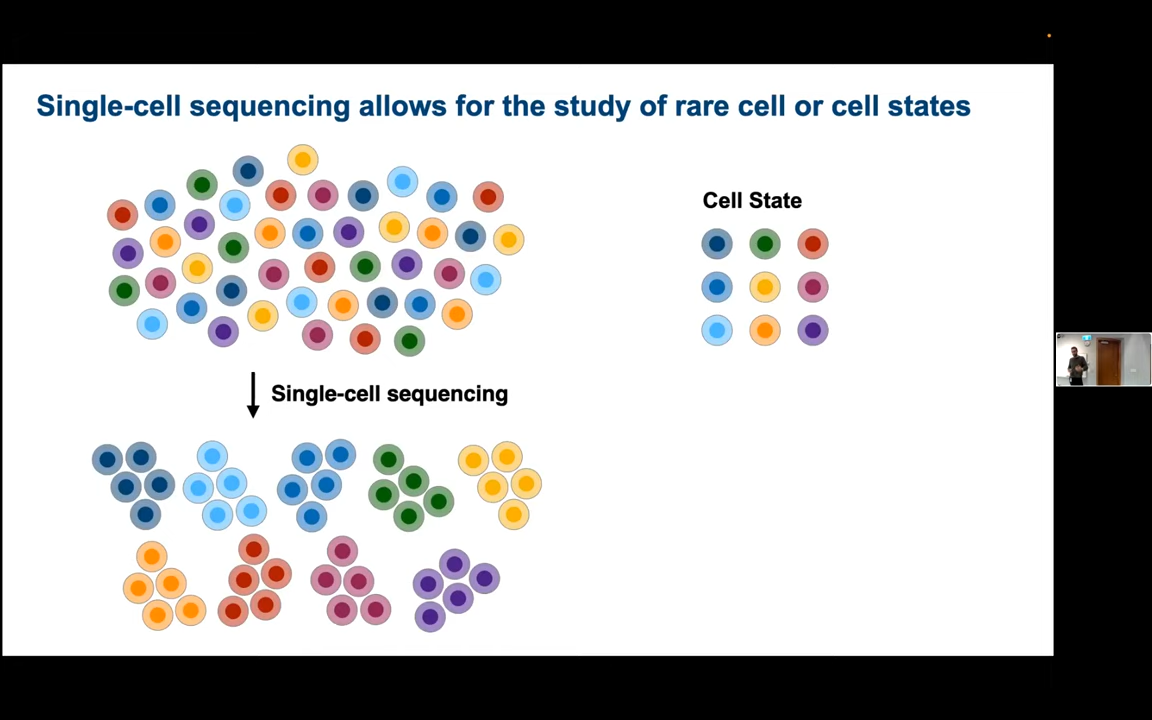 Single-cell sequencing allows for the study of rare cell or cell states
Cell State
Single-cell sequencing